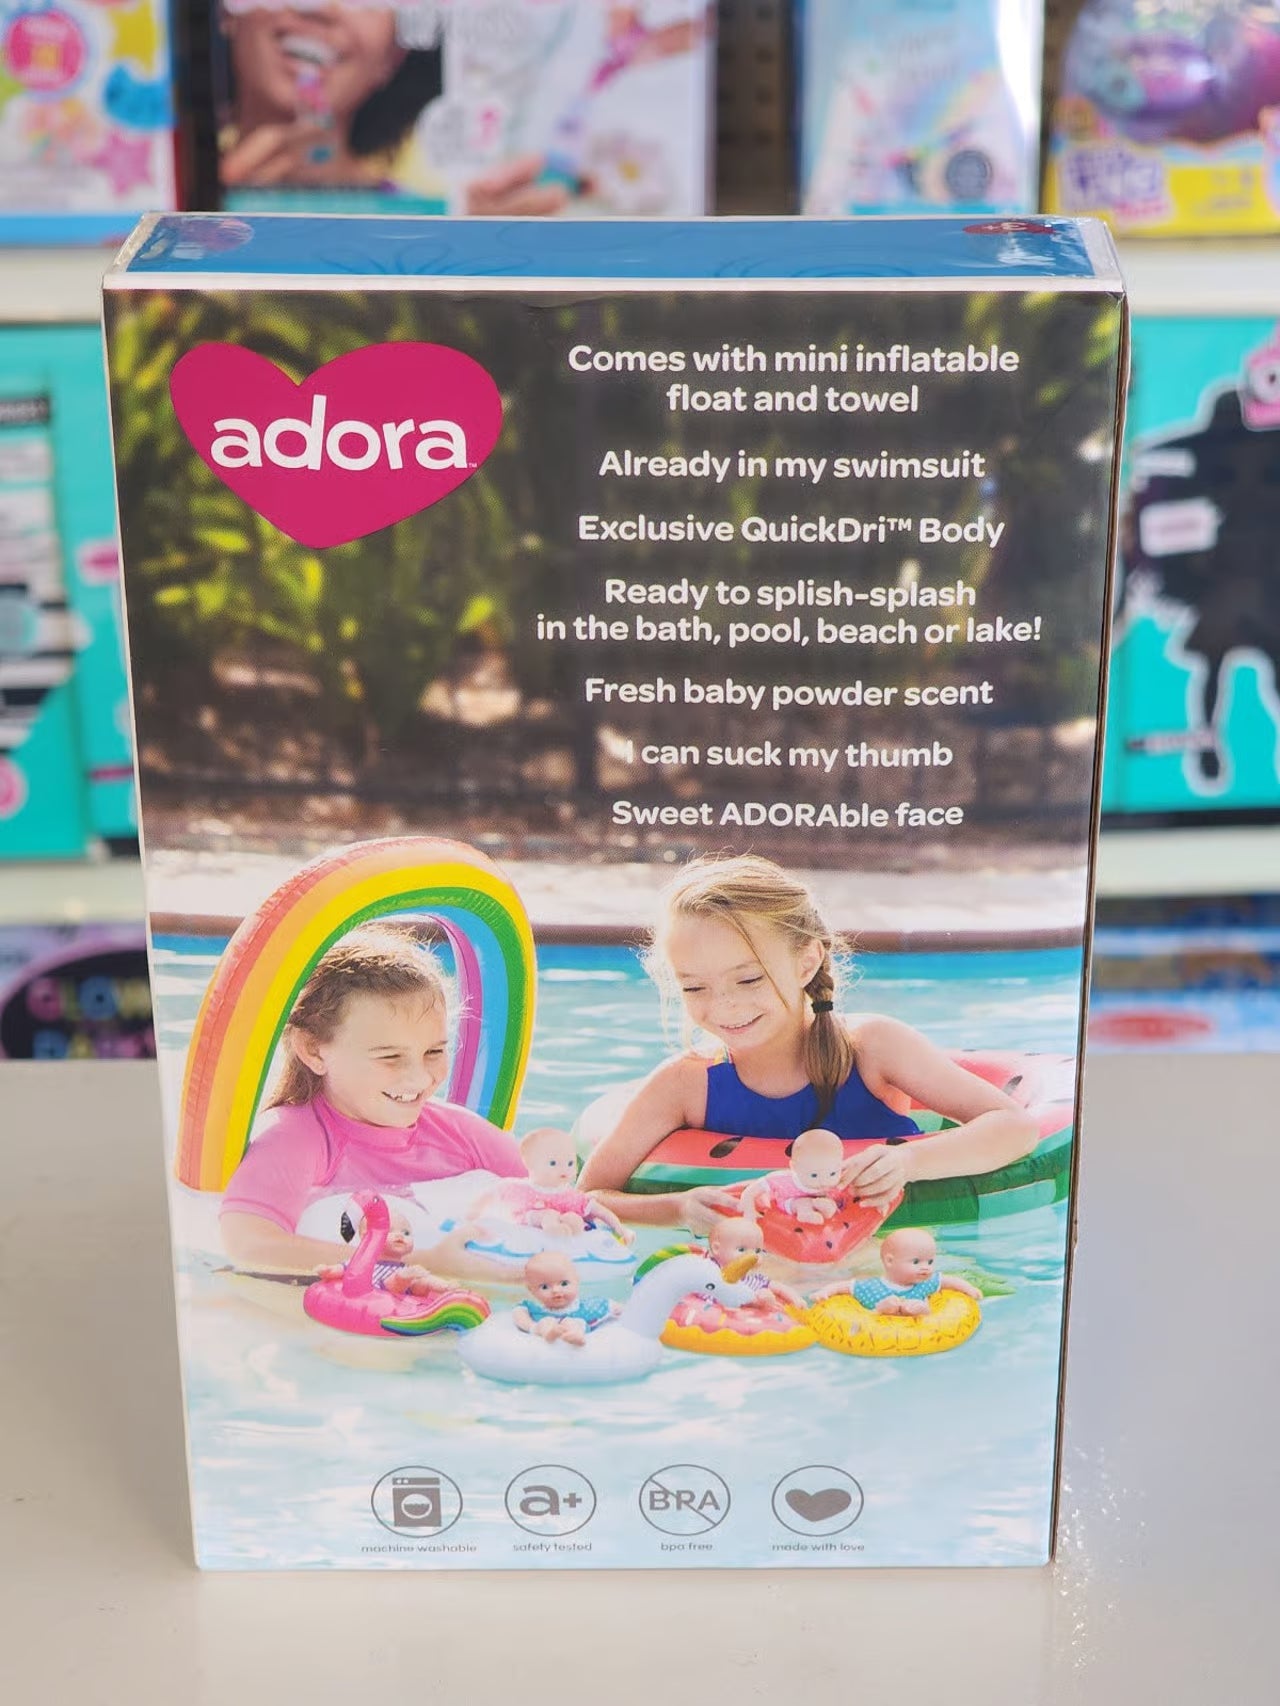 adora
Comes with mini inflatable
float and towel
Already in my swimsuit
Exclusive QuickDri™ Body
Ready to splish-splash
in the bath, pool, beach or lake!
Fresh baby powder scent
I can suck my thumb
Sweet ADORAble face
a+
BPA
machine washable
safety tested
bpa free
made with love